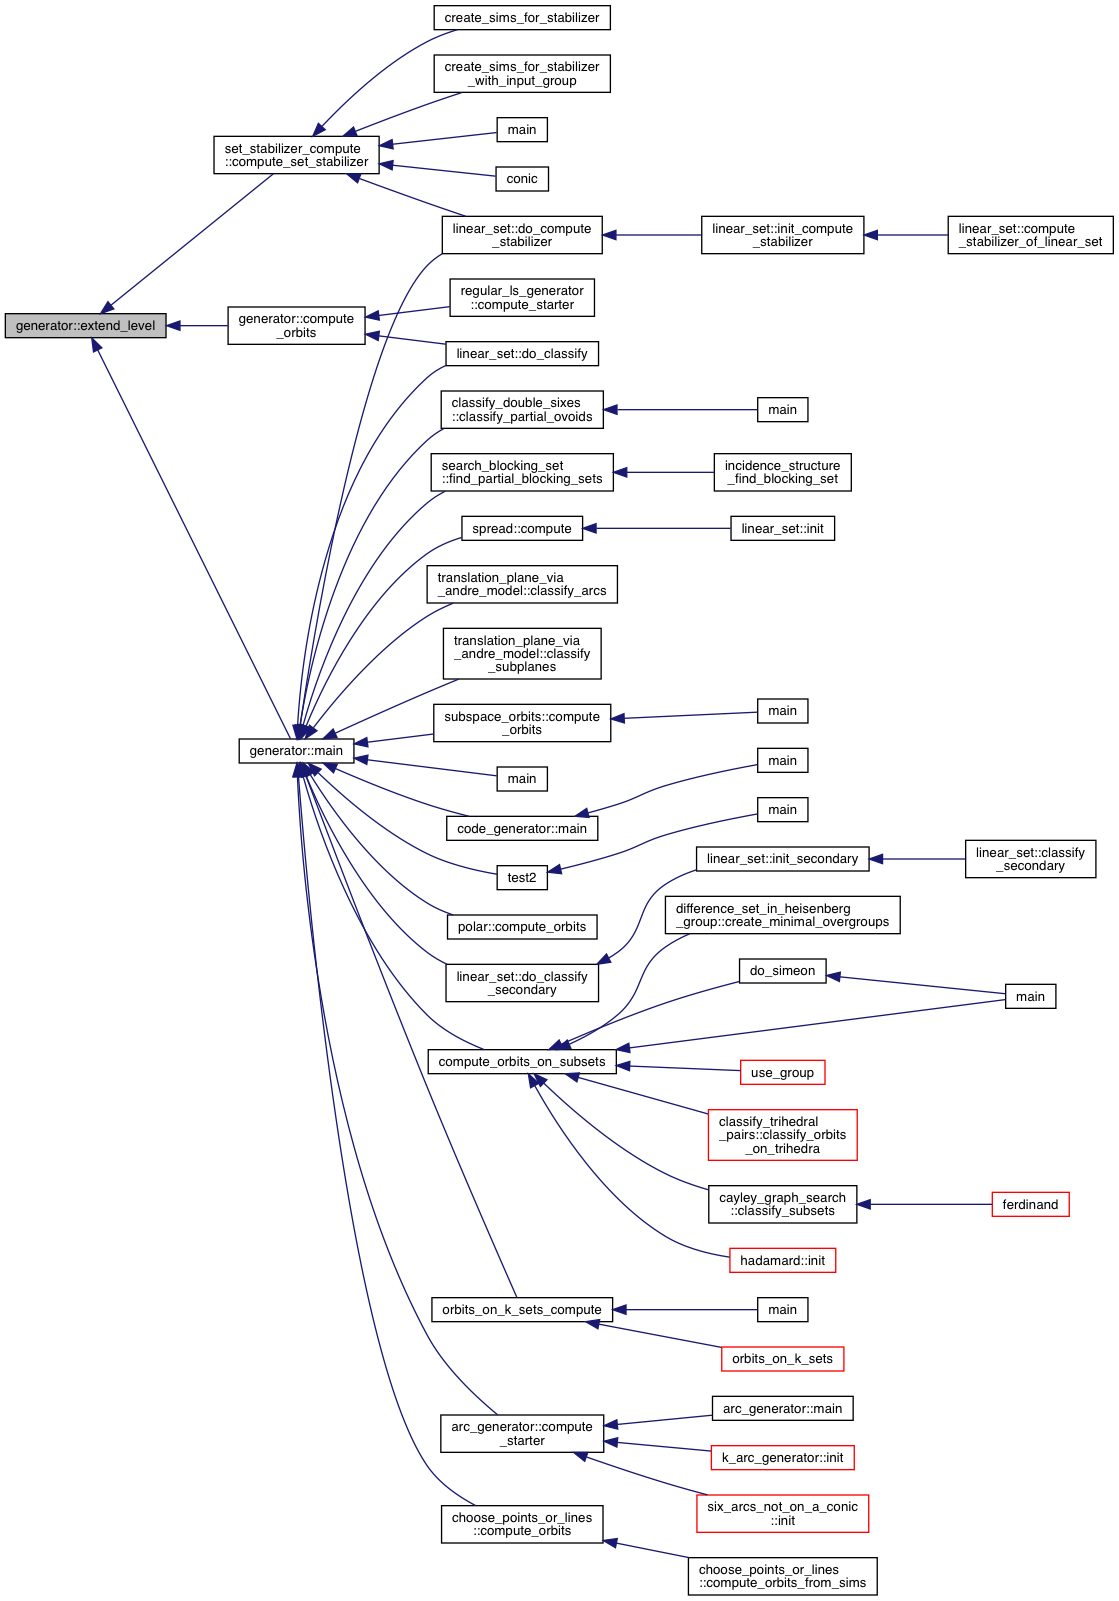 create_sims_for_stabilizer
create_sims_for_stabilizer
_with_input_group
main
set_stabilizer_compute
::compute_set_stabilizer
conic
linear_set::do_compute
_stabilizer
linear_set::init_compute
_stabilizer
linear_set::compute
_stabilizer_of_linear_set
regular_ls_generator
::compute_starter
generator::extend_level
generator::compute
_orbits
linear_set::do_classify
classify_double_sixes
::classify_partial_ovoids
main
search_blocking_set
::find_partial_blocking_sets
incidence_structure
_find_blocking_set
spread::compute
linear_set::init
translation_plane_via
_andre_model::classify_arcs
translation_plane_via
_andre_model::classify
_subplanes
subspace_orbits::compute
_orbits
main
generator::main
main
main
code_generator::main
main
test2
linear_set::init_secondary
linear_set::classify
_secondary
polar::compute_orbits
difference_set_in_heisenberg
_group::create_minimal_overgroups
linear_set::do_classify
_secondary
do_simeon
main
compute_orbits_on_subsets
use_group
classify_trihedral
_pairs::classify_orbits
_on_trihedra
cayley_graph_search
::classify_subsets
ferdinand
hadamard::init
orbits_on_k_sets_compute
main
orbits_on_k_sets
arc_generator::compute
_starter
arc_generator::main
k_arc_generator::init
six_arcs_not_on_a_conic
::init
choose_points_or_lines
::compute_orbits
choose_points_or_lines
::compute_orbits_from_sims